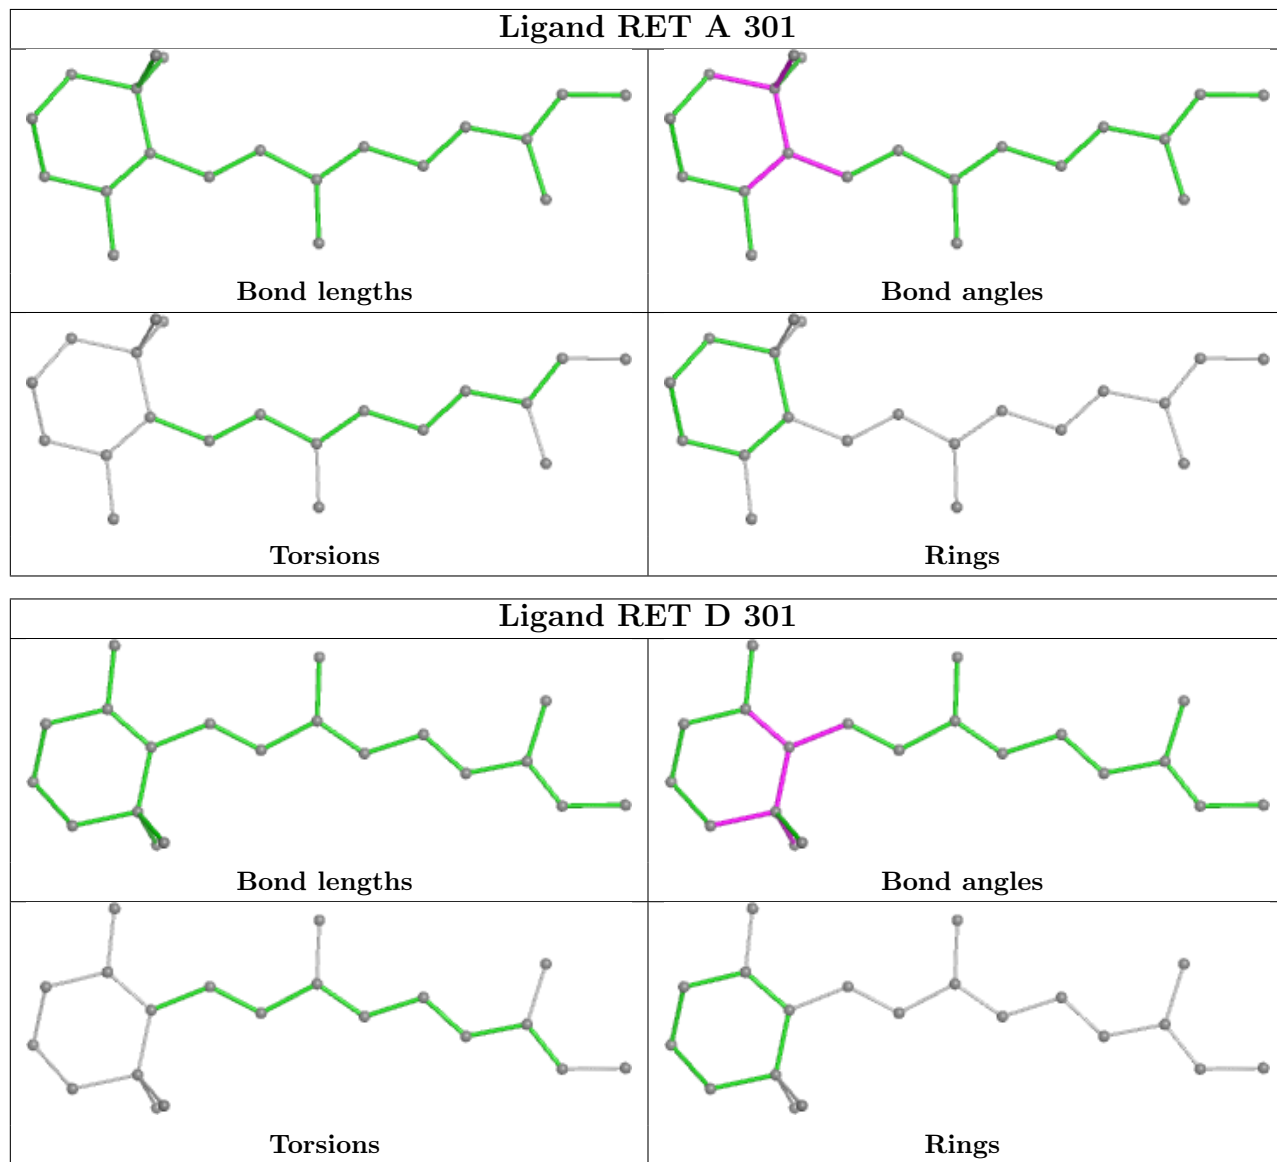 Ligand RET A 301
Bond lengths
Bond angles
Torsions
Rings
Ligand RET D 301
Bond lengths
Bond angles
Torsions
Rings